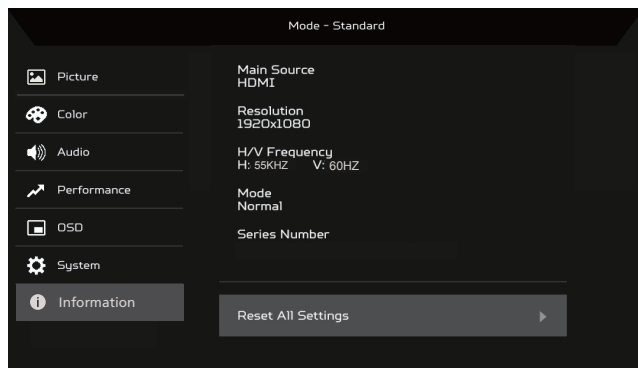 Mode - Standard
Picture
Color
Audio
Performance
OSD
System
Information
Main Source
HDMI
Resolution
1920x1080
H/V Frequency
H: 55KHZ V: 60HZ
Mode
Normal
Series Number
Reset All Settings